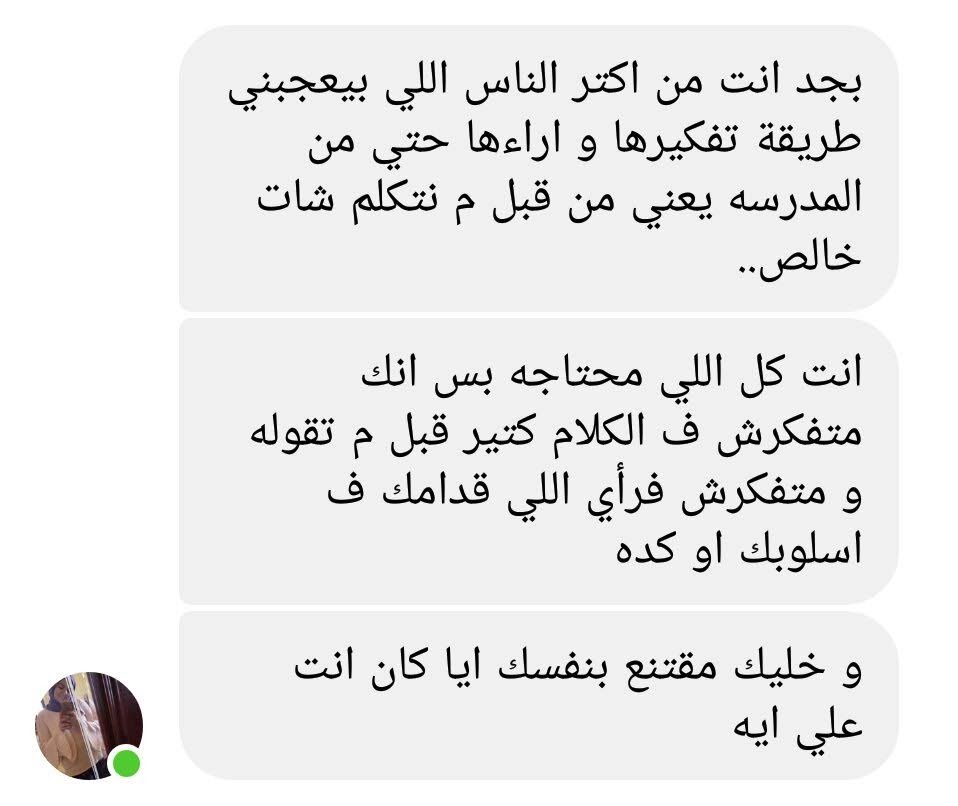 بجد انت من اكتر الناس اللي بيعجبني
طريقة تفكيرها و اراءها حتي من
المدرسه يعني من قبل م نتكلم شات
خالص..
انت كل اللي محتاجه بس انك
متفكرش ف الكلام كتير قبل م تقوله
و متفكرش فرأي اللي قدامك ف
اسلوبك او كده
و خليك مقتنع بنفسك ايا كان انت
علي ايه